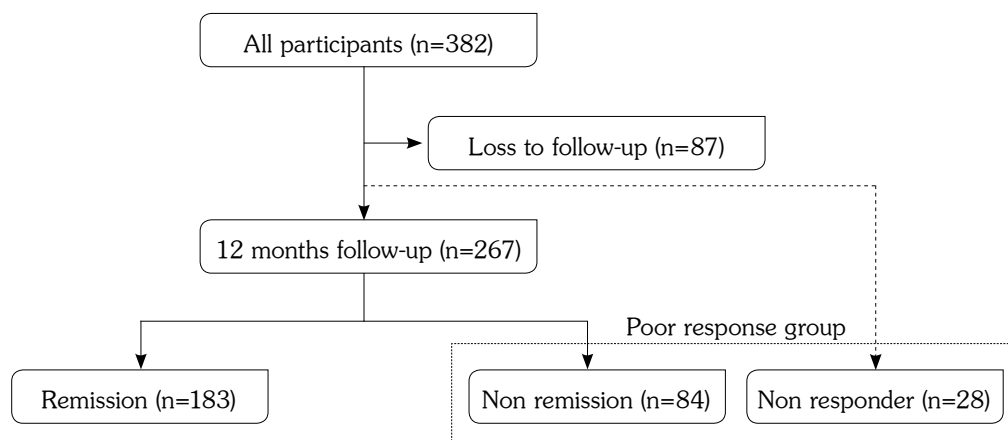 All participants (n=382)
Loss to follow-up (n=87)
12 months follow-up (n=267)
Poor response group
Remission (n=183)
Non remission (n=84)
Non responder (n=28)